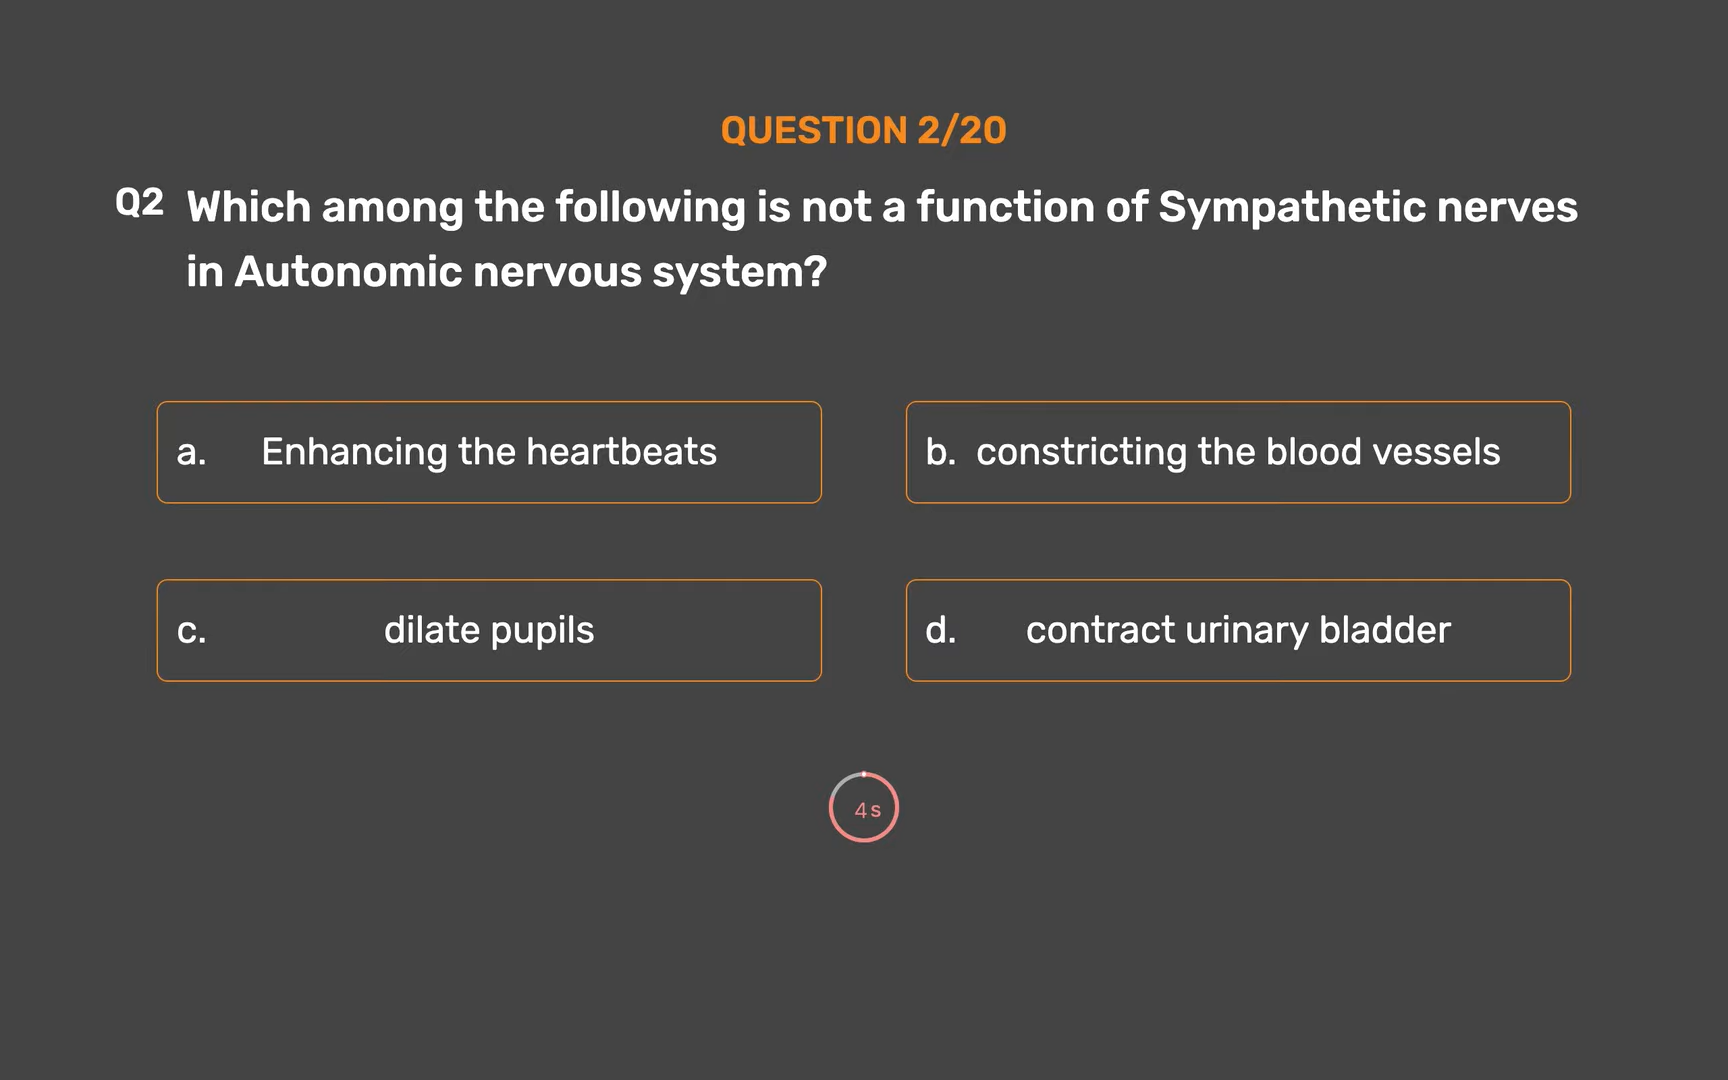 QUESTION 2/20
Q2 Which among the following is not a function of Sympathetic nerves
in Autonomic nervous system?
a. Enhancing the heartbeats
b. constricting the blood vessels
c. dilate pupils
d. contract urinary bladder
4s